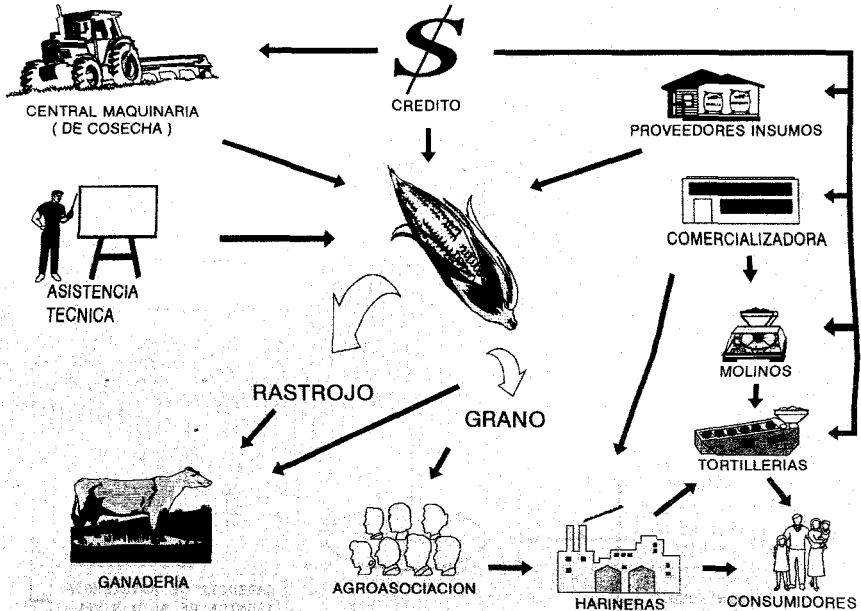 CREDITO
CENTRAL MAQUINARIA
( DE COSECHA )
PROVEEDORES INSUMOS
COMERCIALIZADORA
ASISTENCIA
TECNICA
MOLINOS
RASTROJO
GRANO
TORTILLERIAS
GANADERIA
AGROASOCIACION
HARINERAS
CONSUMIDORES